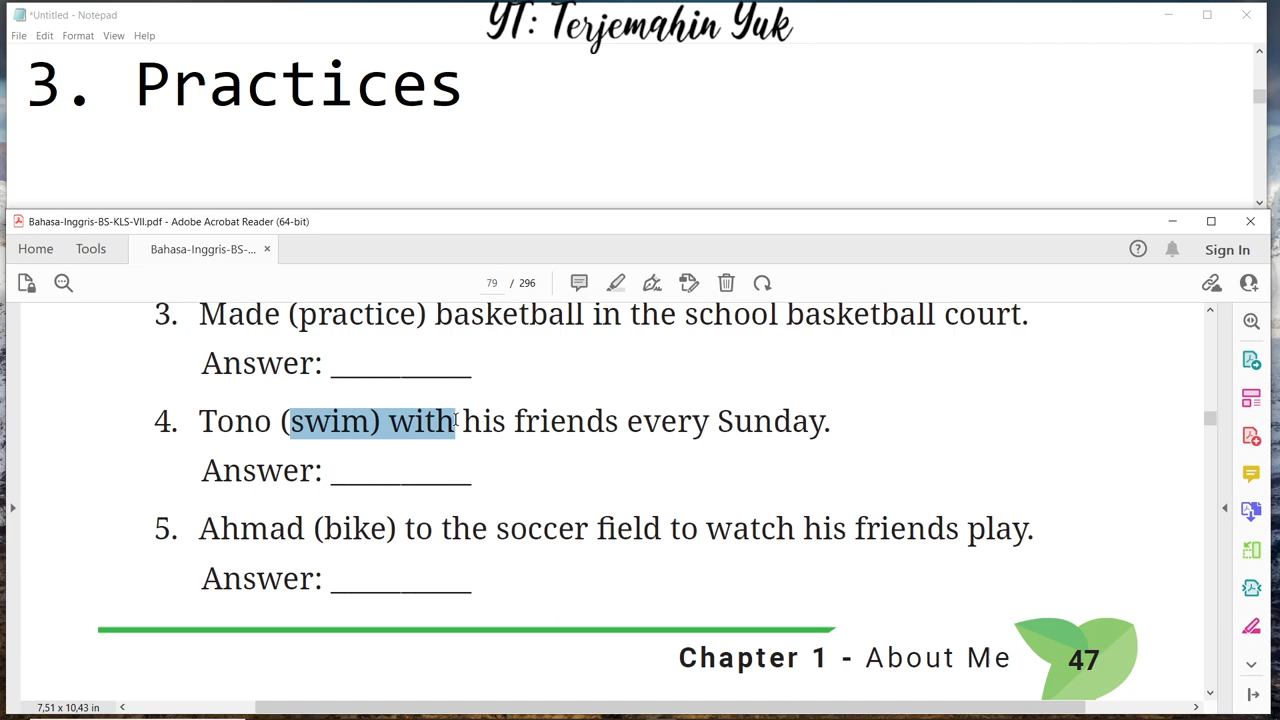 *Untitled - Notepad
YT: Terjemahin Yuk
File Edit Format View Help
3. Practices
Bahasa-Inggris-BS-KLS-VII.pdf - Adobe Acrobat Reader (64-bit)
Home Tools Bahasa-Inggris-BS-... × Sign In
79 / 296
3. Made (practice) basketball in the school basketball court.
Answer: __________
4. Tono (swim) with his friends every Sunday.
Answer: __________
5. Ahmad (bike) to the soccer field to watch his friends play.
Answer: __________
Chapter 1 - About Me 47
7,51 x 10,43 in